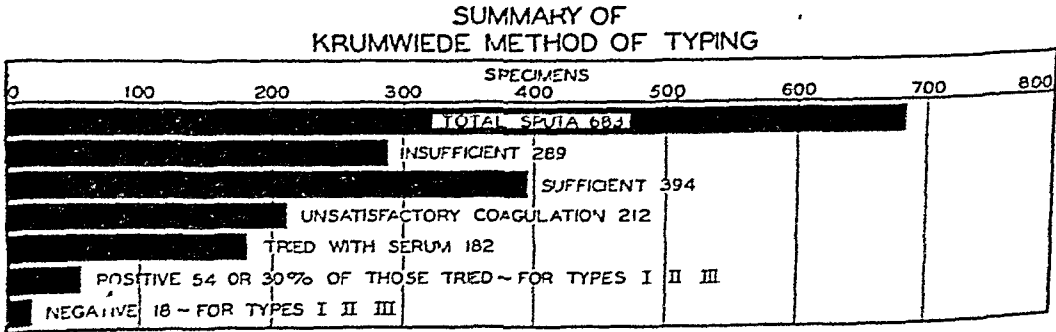 SUMMARY OF
KRUMWIEDE METHOD OF TYPING
SPECIMENS
0 100 200 300 400 500 600 700 800
TOTAL SPUTA 683
INSUFFICIENT 289
SUFFICIENT 394
UNSATISFACTORY COAGULATION 212
TRIED WITH SERUM 182
POSITIVE 54 OR 30% OF THOSE TRIED ~ FOR TYPES I II III
NEGATIVE 18 ~ FOR TYPES I II III